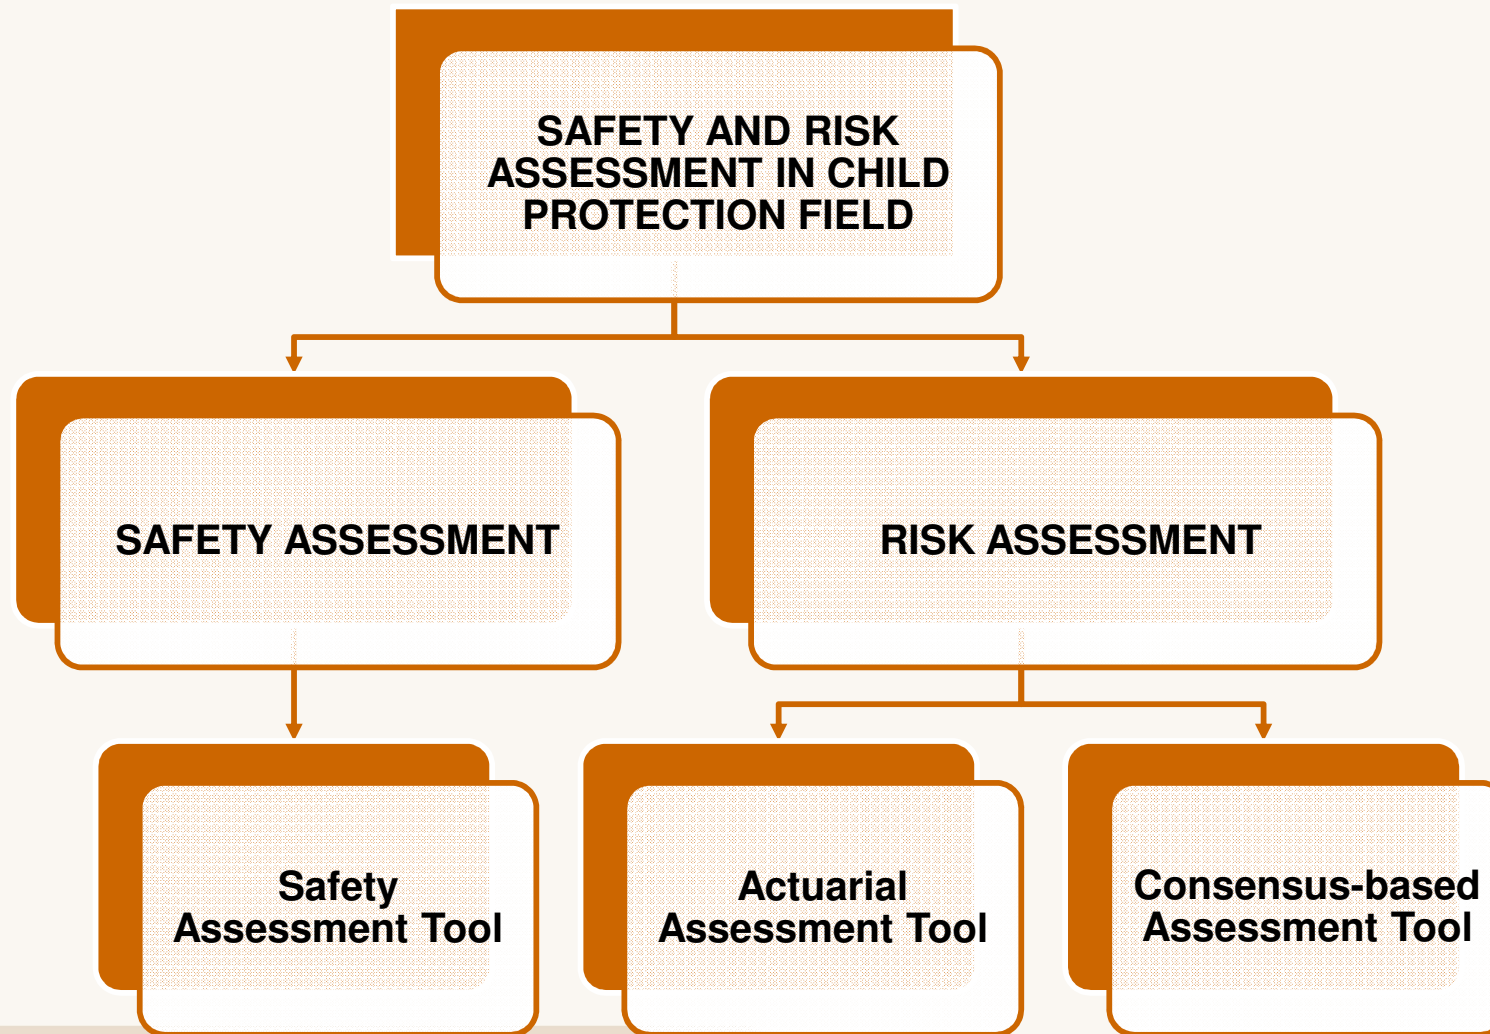 SAFETY AND RISK
ASSESSMENT IN CHILD
PROTECTION FIELD
SAFETY ASSESSMENT
RISK ASSESSMENT
Safety
Assessment Tool
Actuarial
Assessment Tool
Consensus-based
Assessment Tool